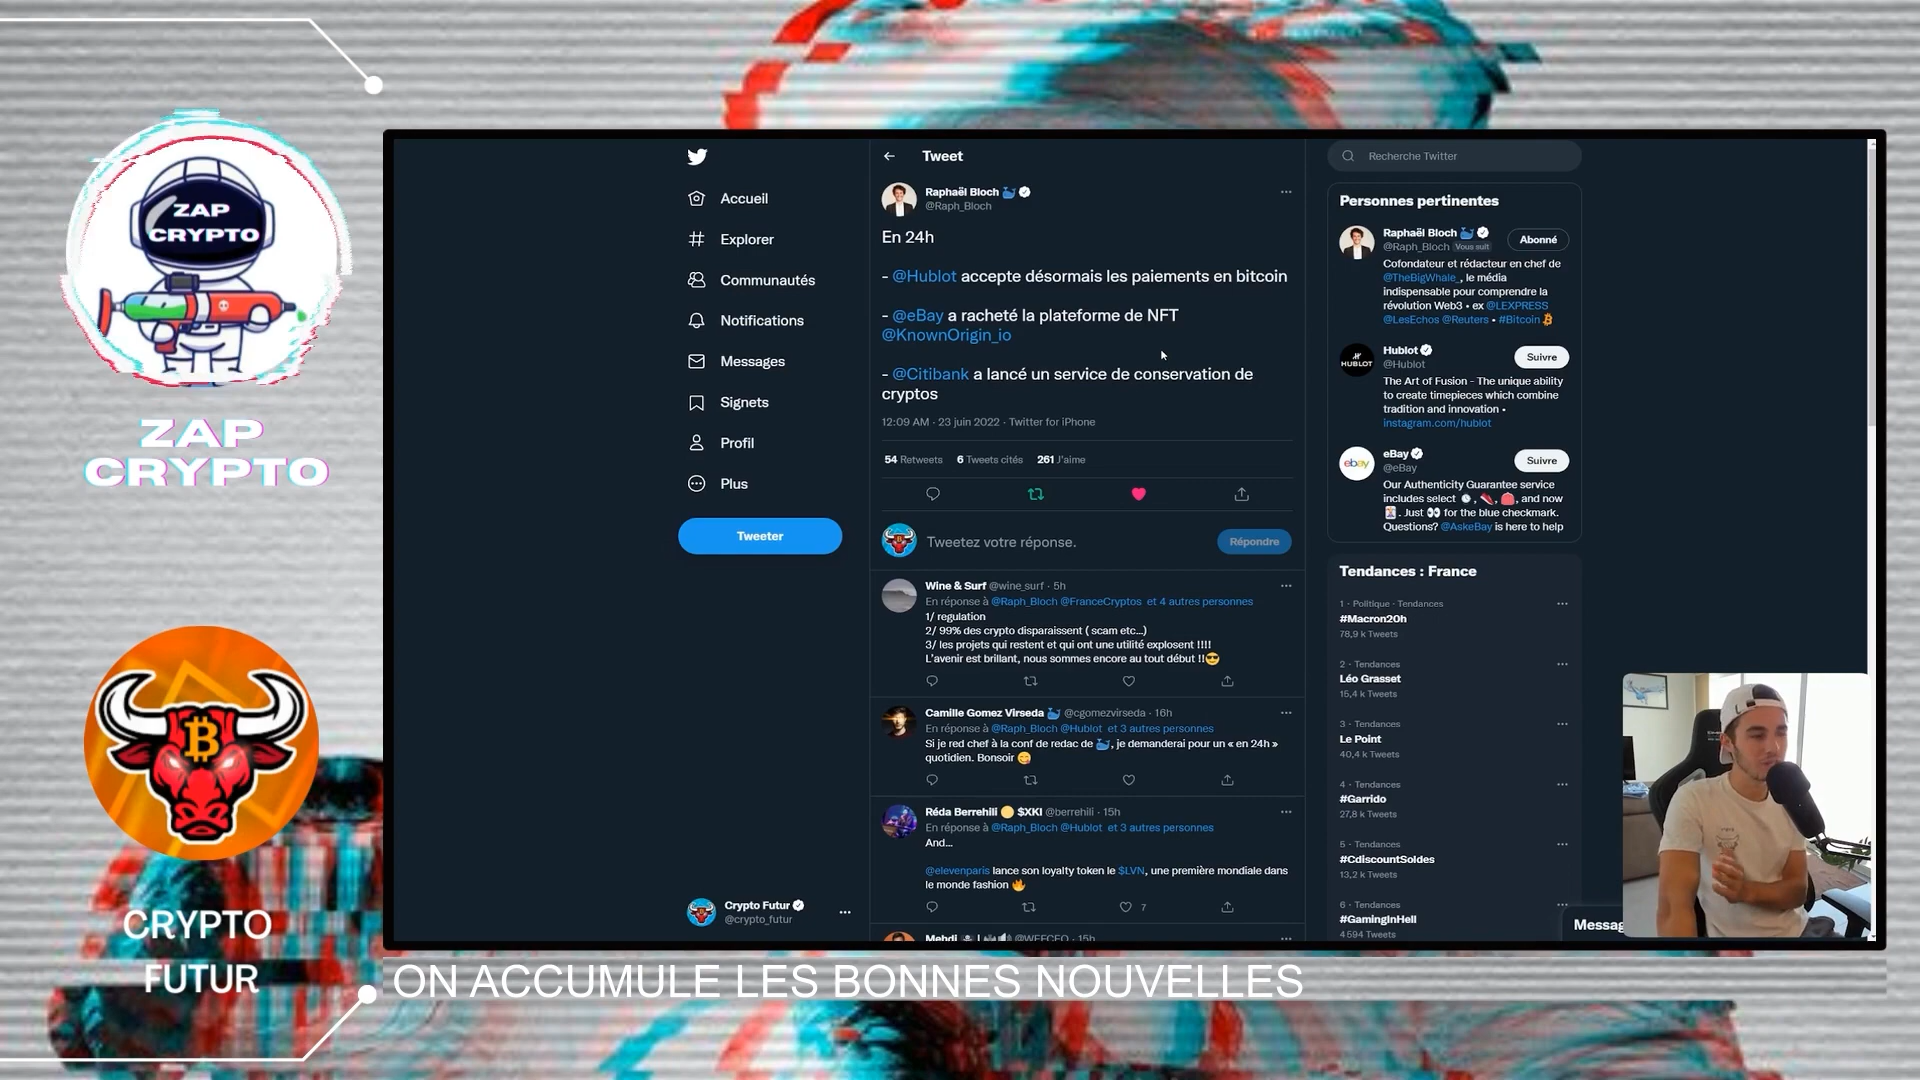 ZAP
CRYPTO
ZAP
CRYPTO
CRYPTO
FUTUR
Accueil
Explorer
Communautés
Notifications
Messages
Signets
Profil
Plus
Tweeter
Crypto Futur
@crypto_futur
Tweet
Raphaël Bloch
@Raph_Bloch
En 24h
- @Hublot accepte désormais les paiements en bitcoin
- @eBay a racheté la plateforme de NFT
@KnownOrigin_io
- @Citibank a lancé un service de conservation de
cryptos
12:09 AM · 23 juin 2022 · Twitter for iPhone
54 Retweets 6 Tweets cités 261 J'aime
Tweetez votre réponse.
Répondre
Wine & Surf @wine_surf · 5h
En réponse à @Raph_Bloch @FranceCryptos et 4 autres personnes
1/ regulation
2/ 99% des crypto disparaissent ( scam etc...)
3/ les projets qui restent et qui ont une utilité explosent !!!!
L'avenir est brillant, nous sommes encore au tout début !!😎
Camille Gomez Virseda @cgomezvirseda · 16h
En réponse à @Raph_Bloch @Hublot et 3 autres personnes
Si je red chef à la conf de redac de 🐳, je demanderai pour un « en 24h »
quotidien. Bonsoir 😋
Réda Berrehili $XKI @berrehili · 15h
En réponse à @Raph_Bloch @Hublot et 3 autres personnes
And...
@elevenparis lance son loyalty token le $LVN, une première mondiale dans
le monde fashion 🔥
7
Recherche Twitter
Personnes pertinentes
Raphaël Bloch
@Raph_Bloch Vous suit
Abonné
Cofondateur et rédacteur en chef de
@TheBigWhale_, le média
indispensable pour comprendre la
révolution Web3 • ex @LEXPRESS
@LesEchos @Reuters • #Bitcoin
HUBLOT
Hublot
@Hublot
Suivre
The Art of Fusion - The unique ability
to create timepieces which combine
tradition and innovation •
instagram.com/hublot
ebay
eBay
@eBay
Suivre
Our Authenticity Guarantee service
includes select ⌚, 👠, 👛, and now
🃏. Just 👀 for the blue checkmark.
Questions? @AskeBay is here to help
Tendances : France
1 · Politique · Tendances
#Macron20h
78,9 k Tweets
2 · Tendances
Léo Grasset
15,4 k Tweets
3 · Tendances
Le Point
40,4 k Tweets
4 · Tendances
#Garrido
27,8 k Tweets
5 · Tendances
#CdiscountSoldes
13,2 k Tweets
6 · Tendances
#GamingInHell
4 594 Tweets
ON ACCUMULE LES BONNES NOUVELLES